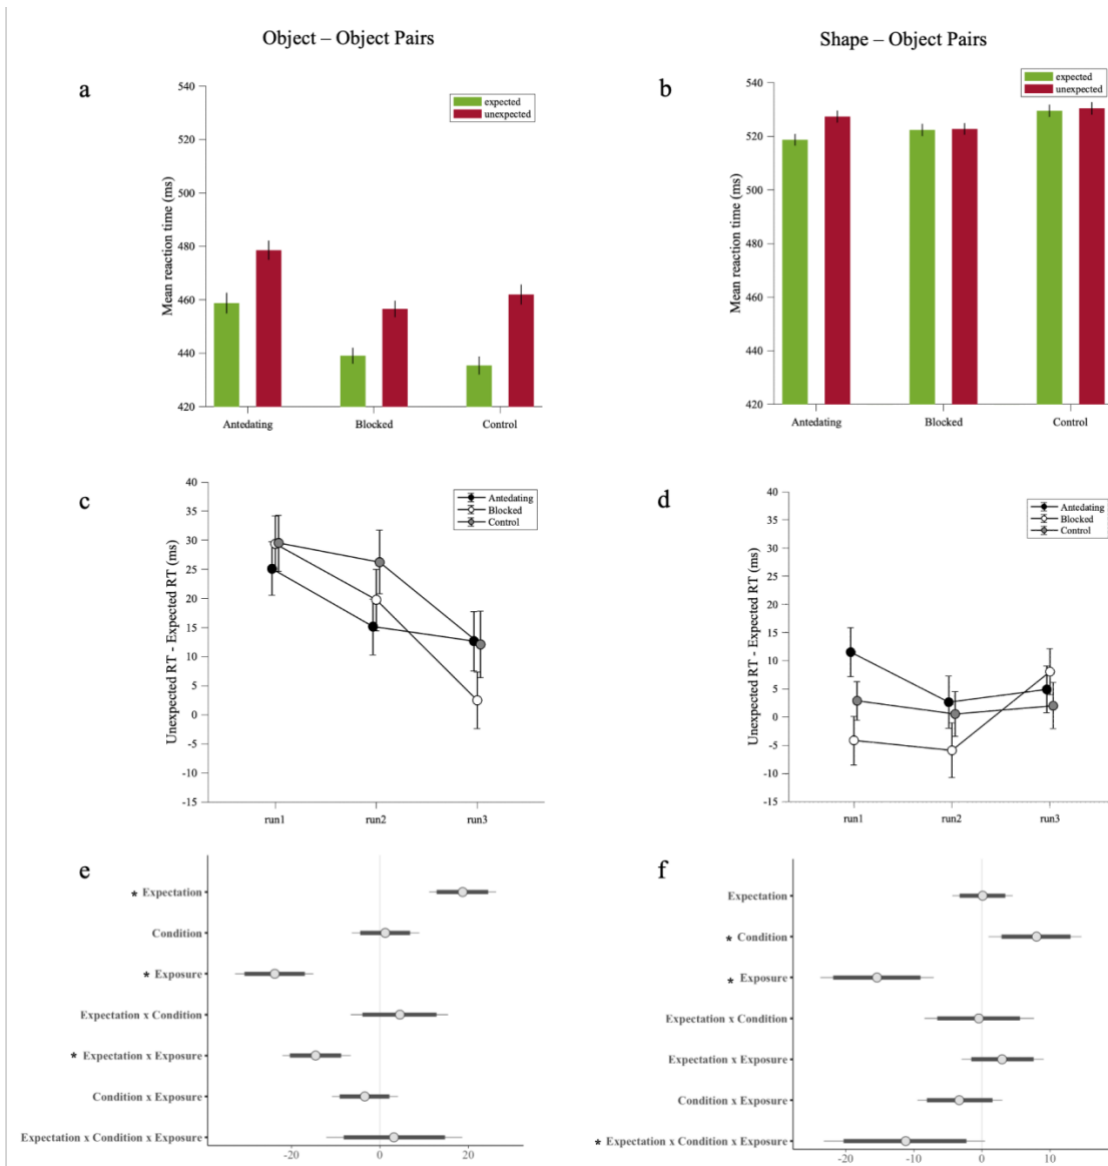 Object – Object Pairs
Shape – Object Pairs
a
540
520
500
480
460
440
420
Mean reaction time (ms)
expected
unexpected
Antedating
Blocked
Control
b
540
520
500
480
460
440
420
Mean reaction time (ms)
expected
unexpected
Antedating
Blocked
Control
c
40
35
30
25
20
15
10
5
0
-5
-10
-15
Unexpected RT - Expected RT (ms)
Antedating
Blocked
Control
run1
run2
run3
d
40
35
30
25
20
15
10
5
0
-5
-10
-15
Unexpected RT - Expected RT (ms)
Antedating
Blocked
Control
run1
run2
run3
e
* Expectation
Condition
* Exposure
Expectation x Condition
* Expectation x Exposure
Condition x Exposure
Expectation x Condition x Exposure
-20
0
20
f
Expectation
* Condition
* Exposure
Expectation x Condition
Expectation x Exposure
Condition x Exposure
* Expectation x Condition x Exposure
-20
-10
0
10